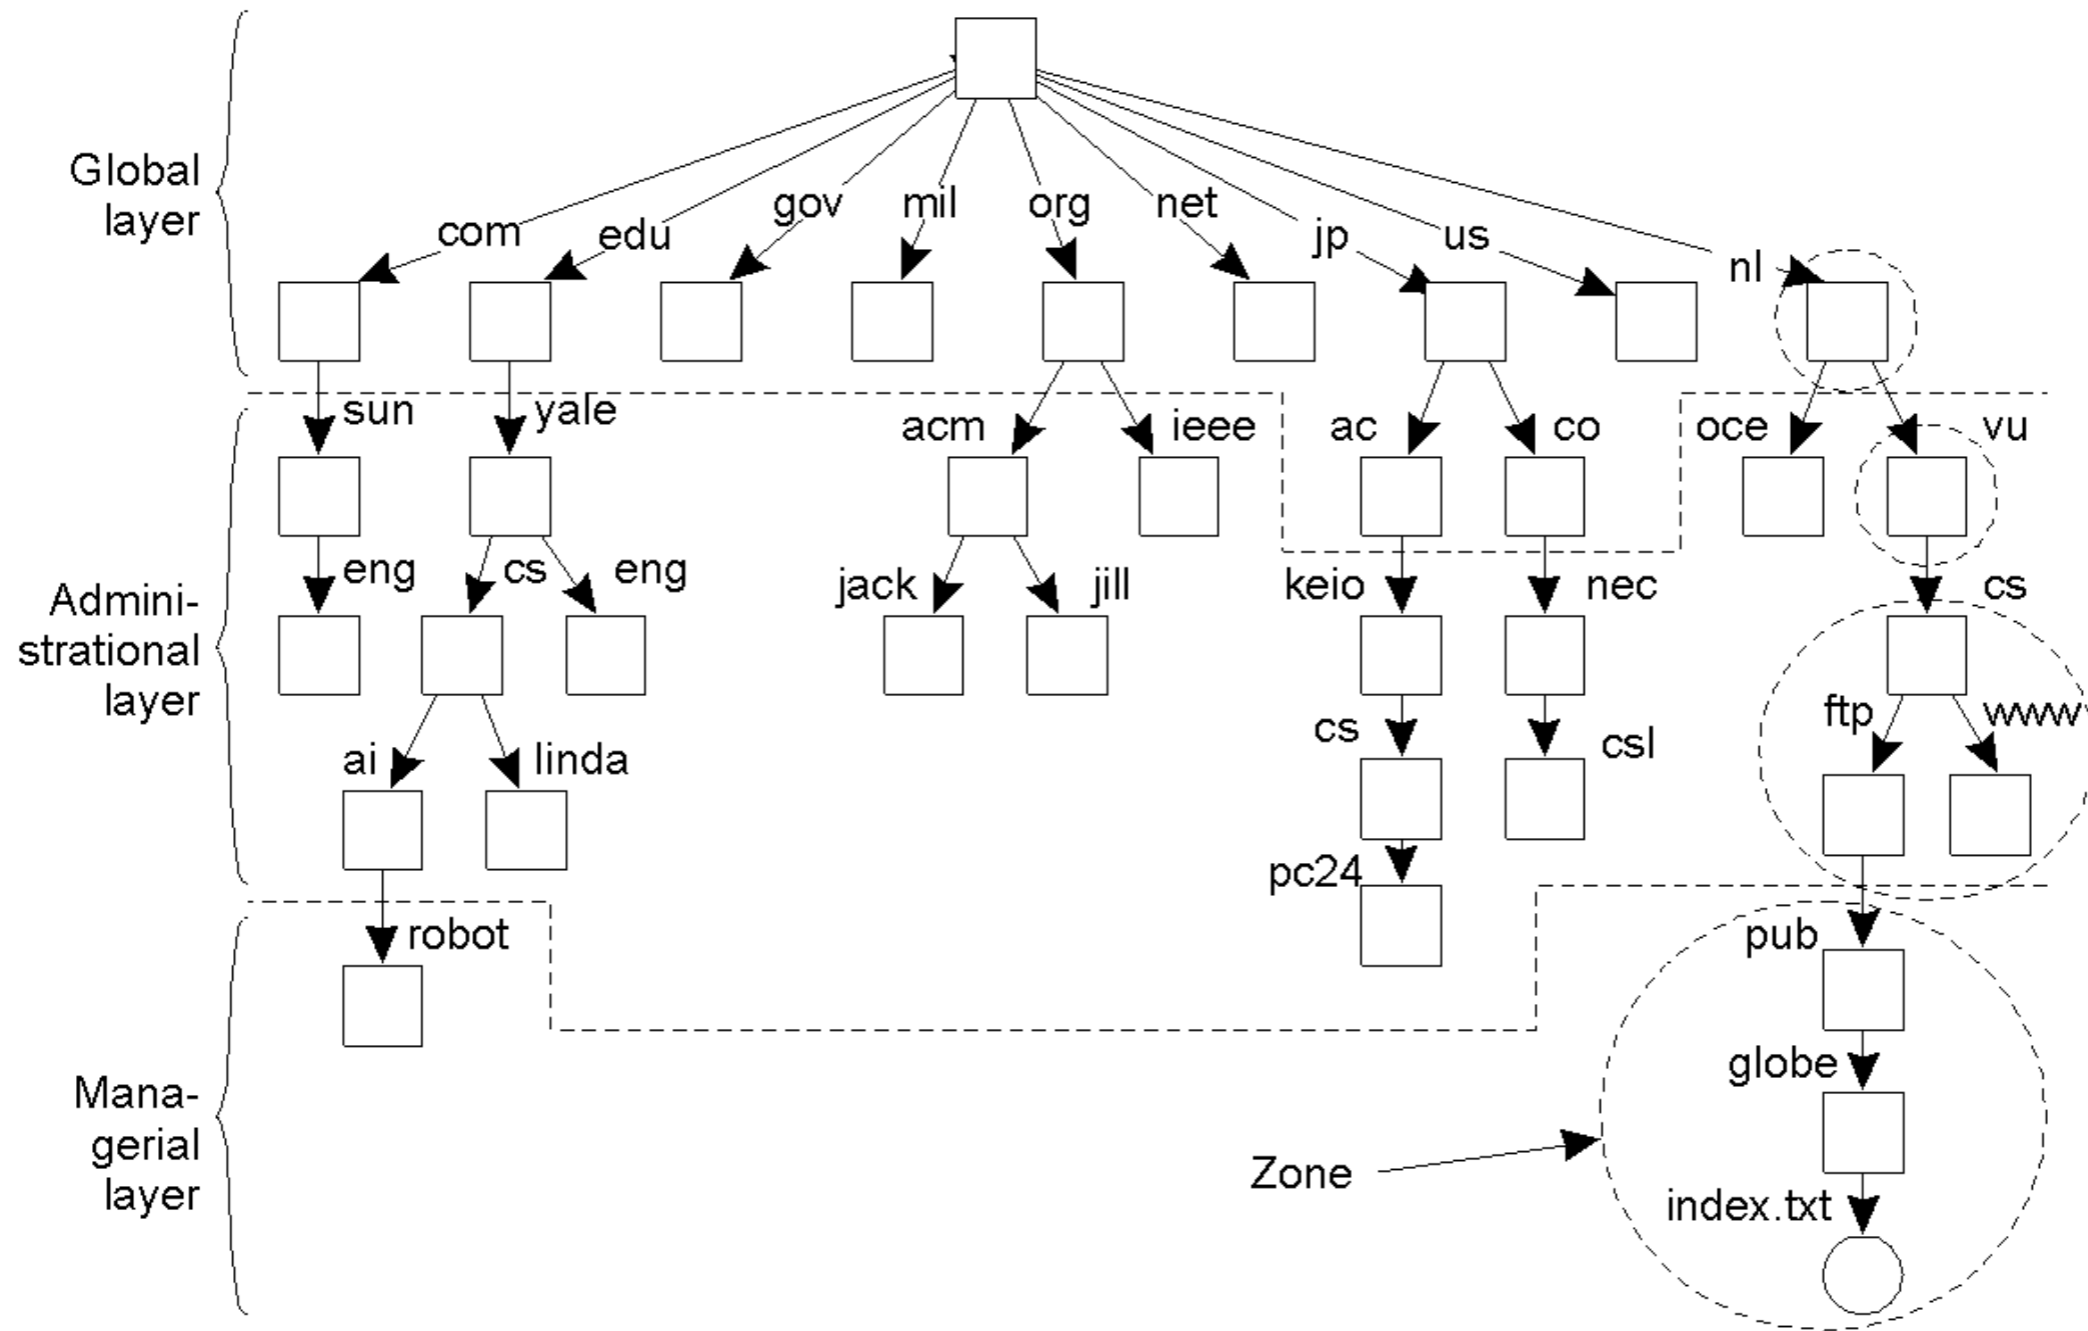 Global
layer
com
edu
gov
mil
org
net
jp
us
nl
sun
yale
acm
ieee
ac
co
oce
vu
Admini-
strational
layer
eng
cs
eng
jack
jill
keio
nec
cs
ai
linda
cs
csl
ftp
www
pc24
robot
pub
Mana-
gerial
layer
globe
Zone
index.txt